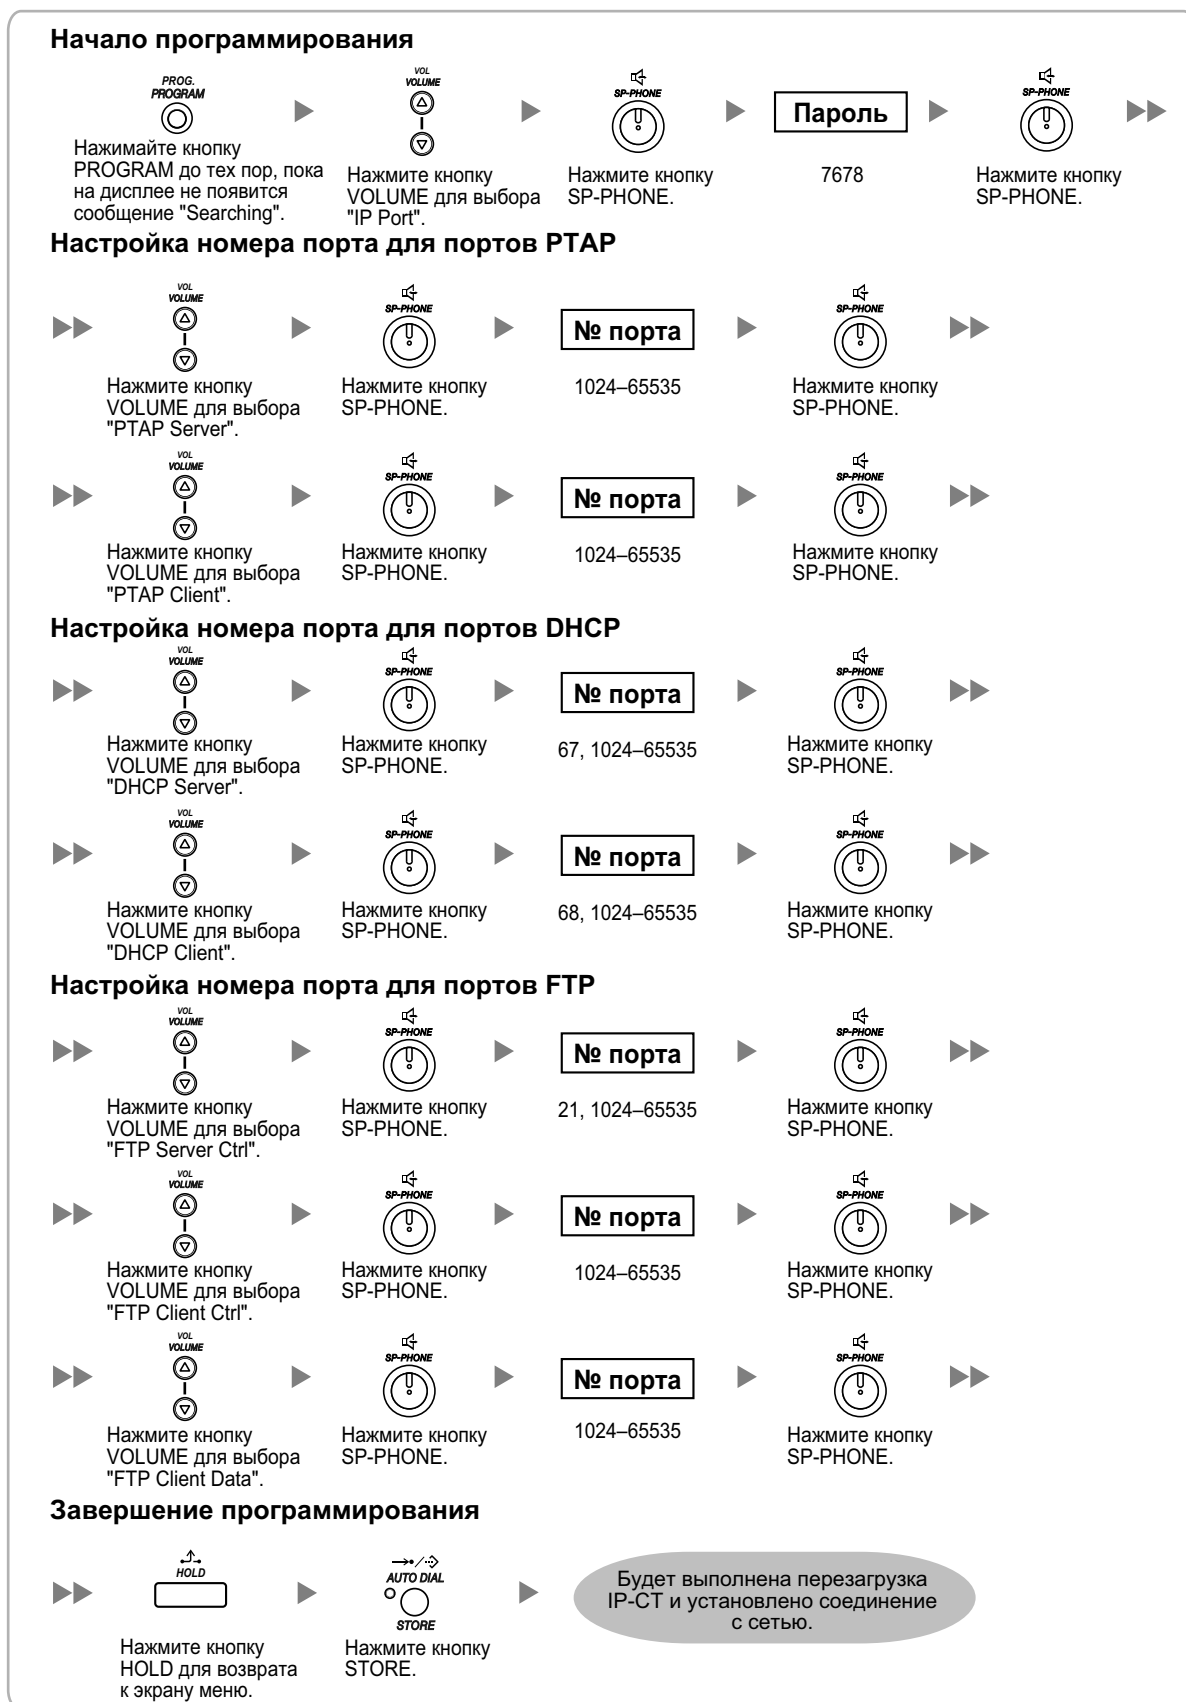 Начало программирования
PROG.
PROGRAM
Нажимайте кнопку
PROGRAM до тех пор, пока
на дисплее не появится
сообщение "Searching".
VOL
VOLUME
Нажмите кнопку
VOLUME для выбора
"IP Port".
SP-PHONE
Нажмите кнопку
SP-PHONE.
Пароль
7678
SP-PHONE
Нажмите кнопку
SP-PHONE.
Настройка номера порта для портов PTAP
VOL
VOLUME
Нажмите кнопку
VOLUME для выбора
"PTAP Server".
SP-PHONE
Нажмите кнопку
SP-PHONE.
№ порта
1024–65535
SP-PHONE
Нажмите кнопку
SP-PHONE.
VOL
VOLUME
Нажмите кнопку
VOLUME для выбора
"PTAP Client".
SP-PHONE
Нажмите кнопку
SP-PHONE.
№ порта
1024–65535
SP-PHONE
Нажмите кнопку
SP-PHONE.
Настройка номера порта для портов DHCP
VOL
VOLUME
Нажмите кнопку
VOLUME для выбора
"DHCP Server".
SP-PHONE
Нажмите кнопку
SP-PHONE.
№ порта
67, 1024–65535
SP-PHONE
Нажмите кнопку
SP-PHONE.
VOL
VOLUME
Нажмите кнопку
VOLUME для выбора
"DHCP Client".
SP-PHONE
Нажмите кнопку
SP-PHONE.
№ порта
68, 1024–65535
SP-PHONE
Нажмите кнопку
SP-PHONE.
Настройка номера порта для портов FTP
VOL
VOLUME
Нажмите кнопку
VOLUME для выбора
"FTP Server Ctrl".
SP-PHONE
Нажмите кнопку
SP-PHONE.
№ порта
21, 1024–65535
SP-PHONE
Нажмите кнопку
SP-PHONE.
VOL
VOLUME
Нажмите кнопку
VOLUME для выбора
"FTP Client Ctrl".
SP-PHONE
Нажмите кнопку
SP-PHONE.
№ порта
1024–65535
SP-PHONE
Нажмите кнопку
SP-PHONE.
VOL
VOLUME
Нажмите кнопку
VOLUME для выбора
"FTP Client Data".
SP-PHONE
Нажмите кнопку
SP-PHONE.
№ порта
1024–65535
SP-PHONE
Нажмите кнопку
SP-PHONE.
Завершение программирования
HOLD
Нажмите кнопку
HOLD для возврата
к экрану меню.
AUTO DIAL
STORE
Нажмите кнопку
STORE.
Будет выполнена перезагрузка
IP-CT и установлено соединение
с сетью.